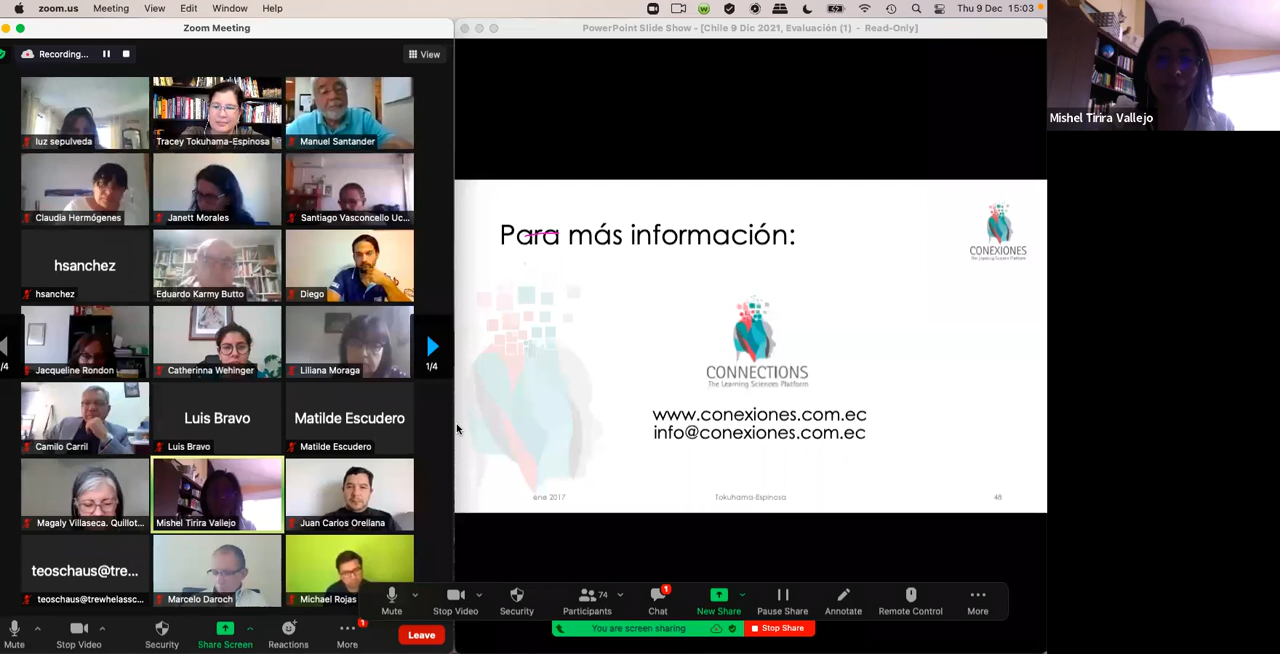 zoom.us Meeting View Edit Window Help
Thu 9 Dec 15:03
Zoom Meeting
PowerPoint Slide Show - [Chile 9 Dic 2021, Evaluación (1) - Read-Only]
Recording...
View
luz sepulveda
Tracey Tokuhama-Espinosa
Manuel Santander
Claudia Hermógenes
Janett Morales
Santiago Vasconcello Uc...
hsanchez
hsanchez
Eduardo Karmy Butto
Diego
Jacqueline Rondon
Catherinna Wehinger
Liliana Moraga
/4
1/4
Camilo Carril
Luis Bravo
Luis Bravo
Matilde Escudero
Matilde Escudero
Magaly Villaseca. Quillot...
Mishel Tirira Vallejo
Juan Carlos Orellana
teoschaus@tre...
teoschaus@trewhelassc...
Marcelo Daroch
Michael Rojas
Mute
Stop Video
Security
Share Screen
Reactions
More
1
Leave
Para más información:
CONEXIONES
The Learning Sciences Platform
CONNECTIONS
The Learning Sciences Platform
www.conexiones.com.ec
info@conexiones.com.ec
ene 2017
Tokuhama-Espinosa
48
Mute
Stop Video
Security
Participants
74
Chat
1
New Share
Pause Share
Annotate
Remote Control
More
You are screen sharing
Stop Share
Mishel Tirira Vallejo